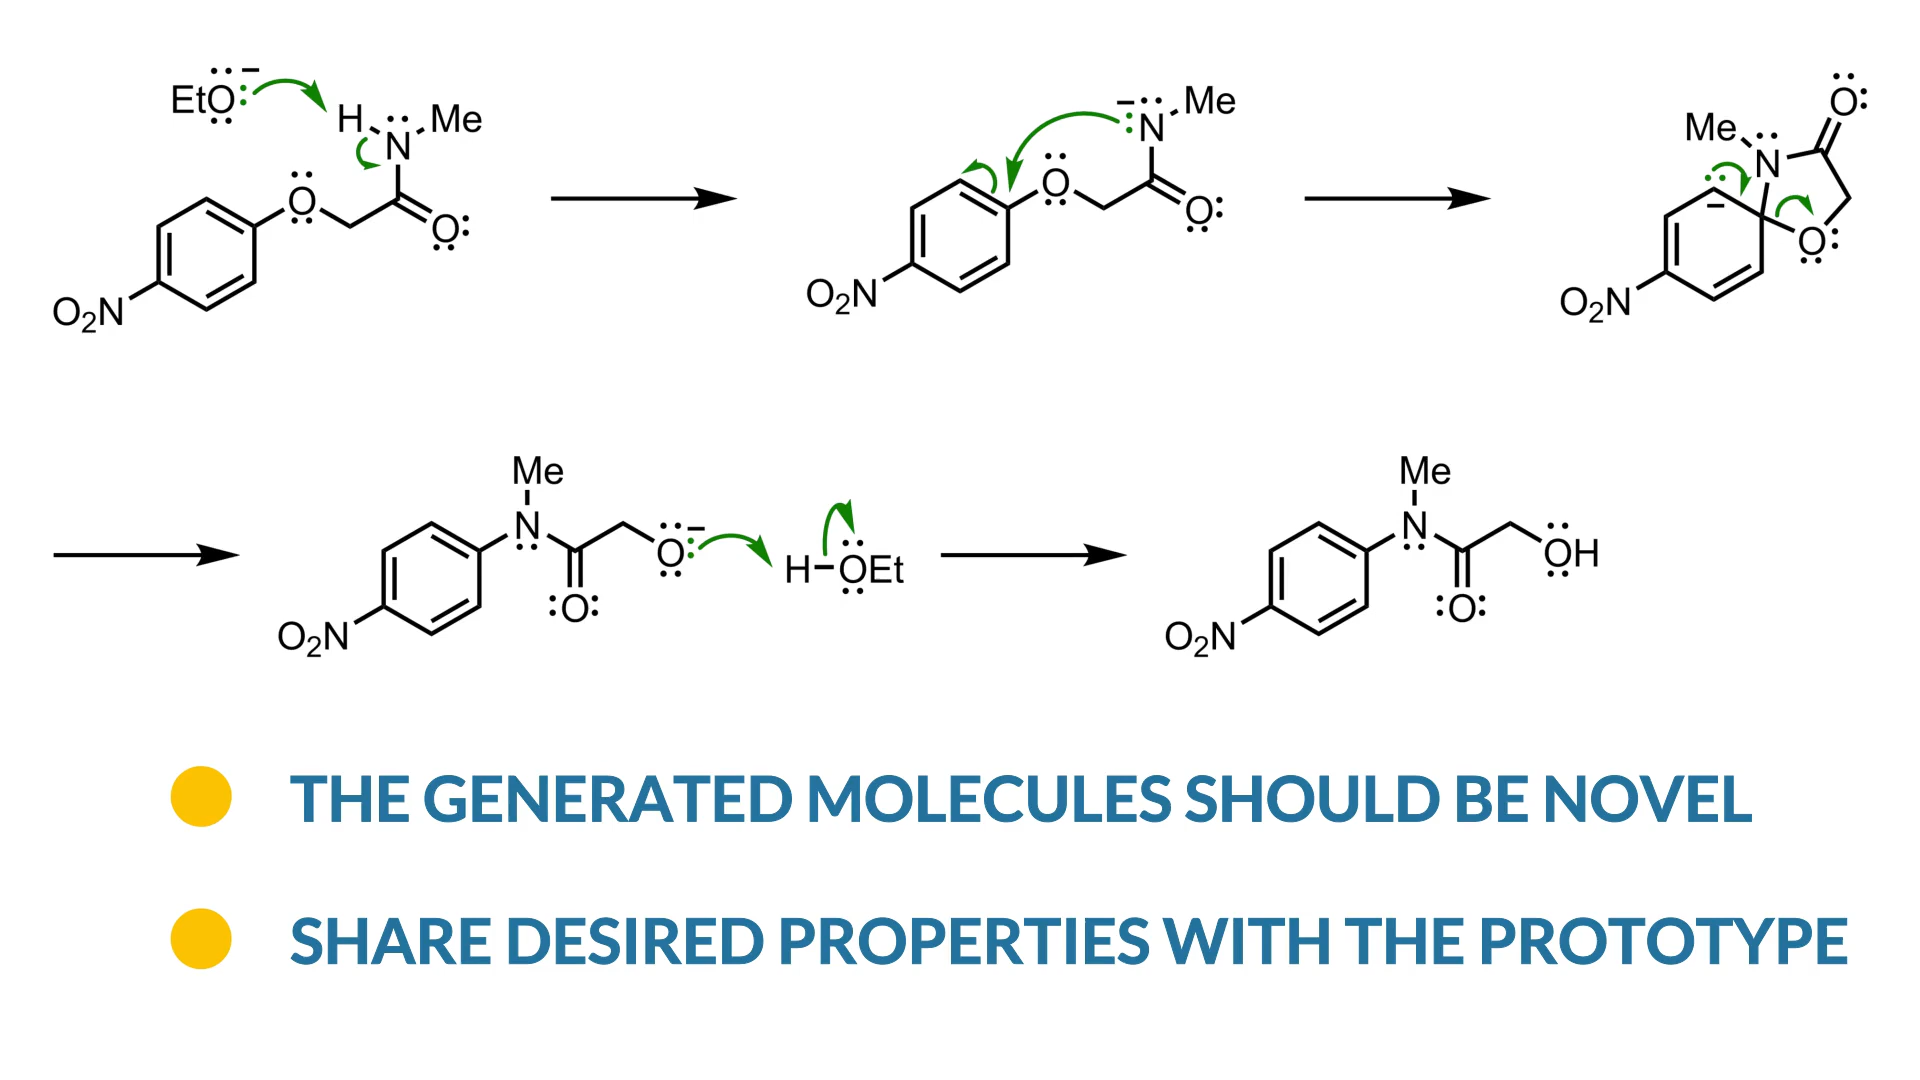 EtO −
H N Me
O
O
O₂N
− N Me
O
O
O₂N
Me N O
−
O
O₂N
Me
N
O −
H–OEt
O
O₂N
Me
N
OH
O
O₂N
THE GENERATED MOLECULES SHOULD BE NOVEL
SHARE DESIRED PROPERTIES WITH THE PROTOTYPE